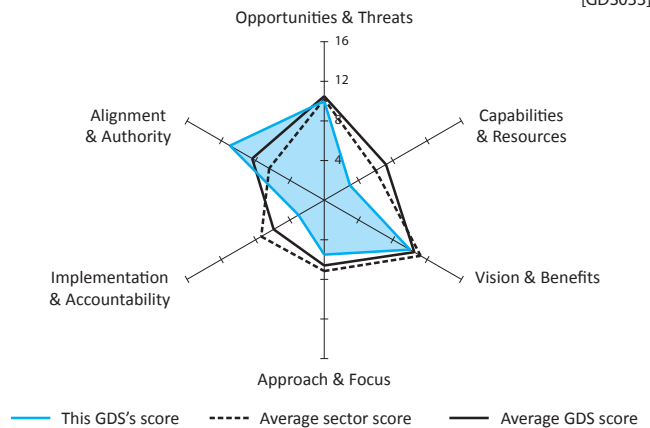 Opportunities & Threats
16
12
8
4
Alignment
& Authority
Capabilities
& Resources
Implementation
& Accountability
Vision & Benefits
Approach & Focus
This GDS's score
Average sector score
Average GDS score